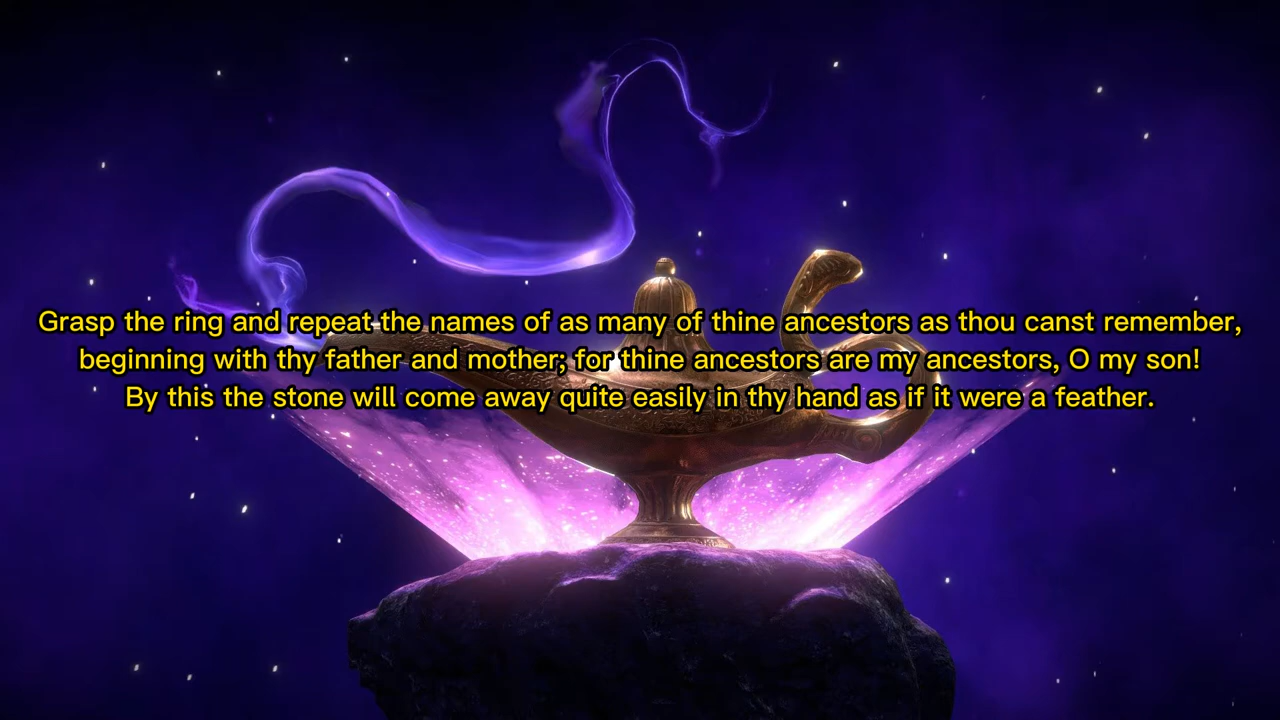 Grasp the ring and repeat the names of as many of thine ancestors as thou canst remember,
beginning with thy father and mother; for thine ancestors are my ancestors, O my son!
By this the stone will come away quite easily in thy hand as if it were a feather.